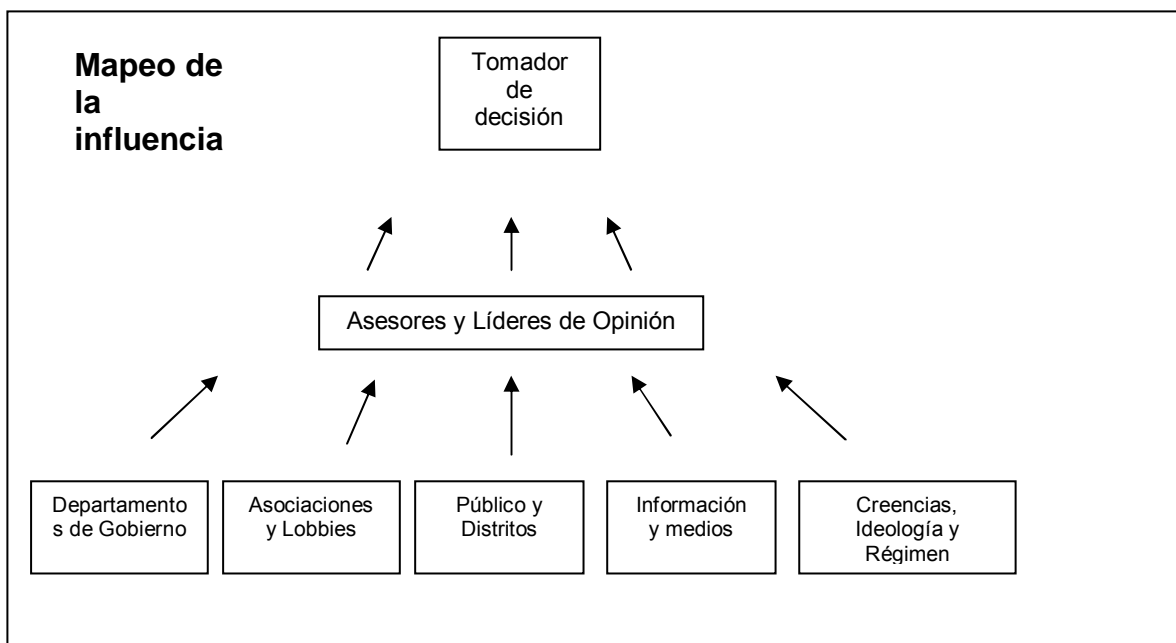 Mapeo de
la
influencia
Tomador
de
decisión
Asesores y Líderes de Opinión
Departamento
s de Gobierno
Asociaciones
y Lobbies
Público y
Distritos
Información
y medios
Creencias,
Ideología y
Régimen